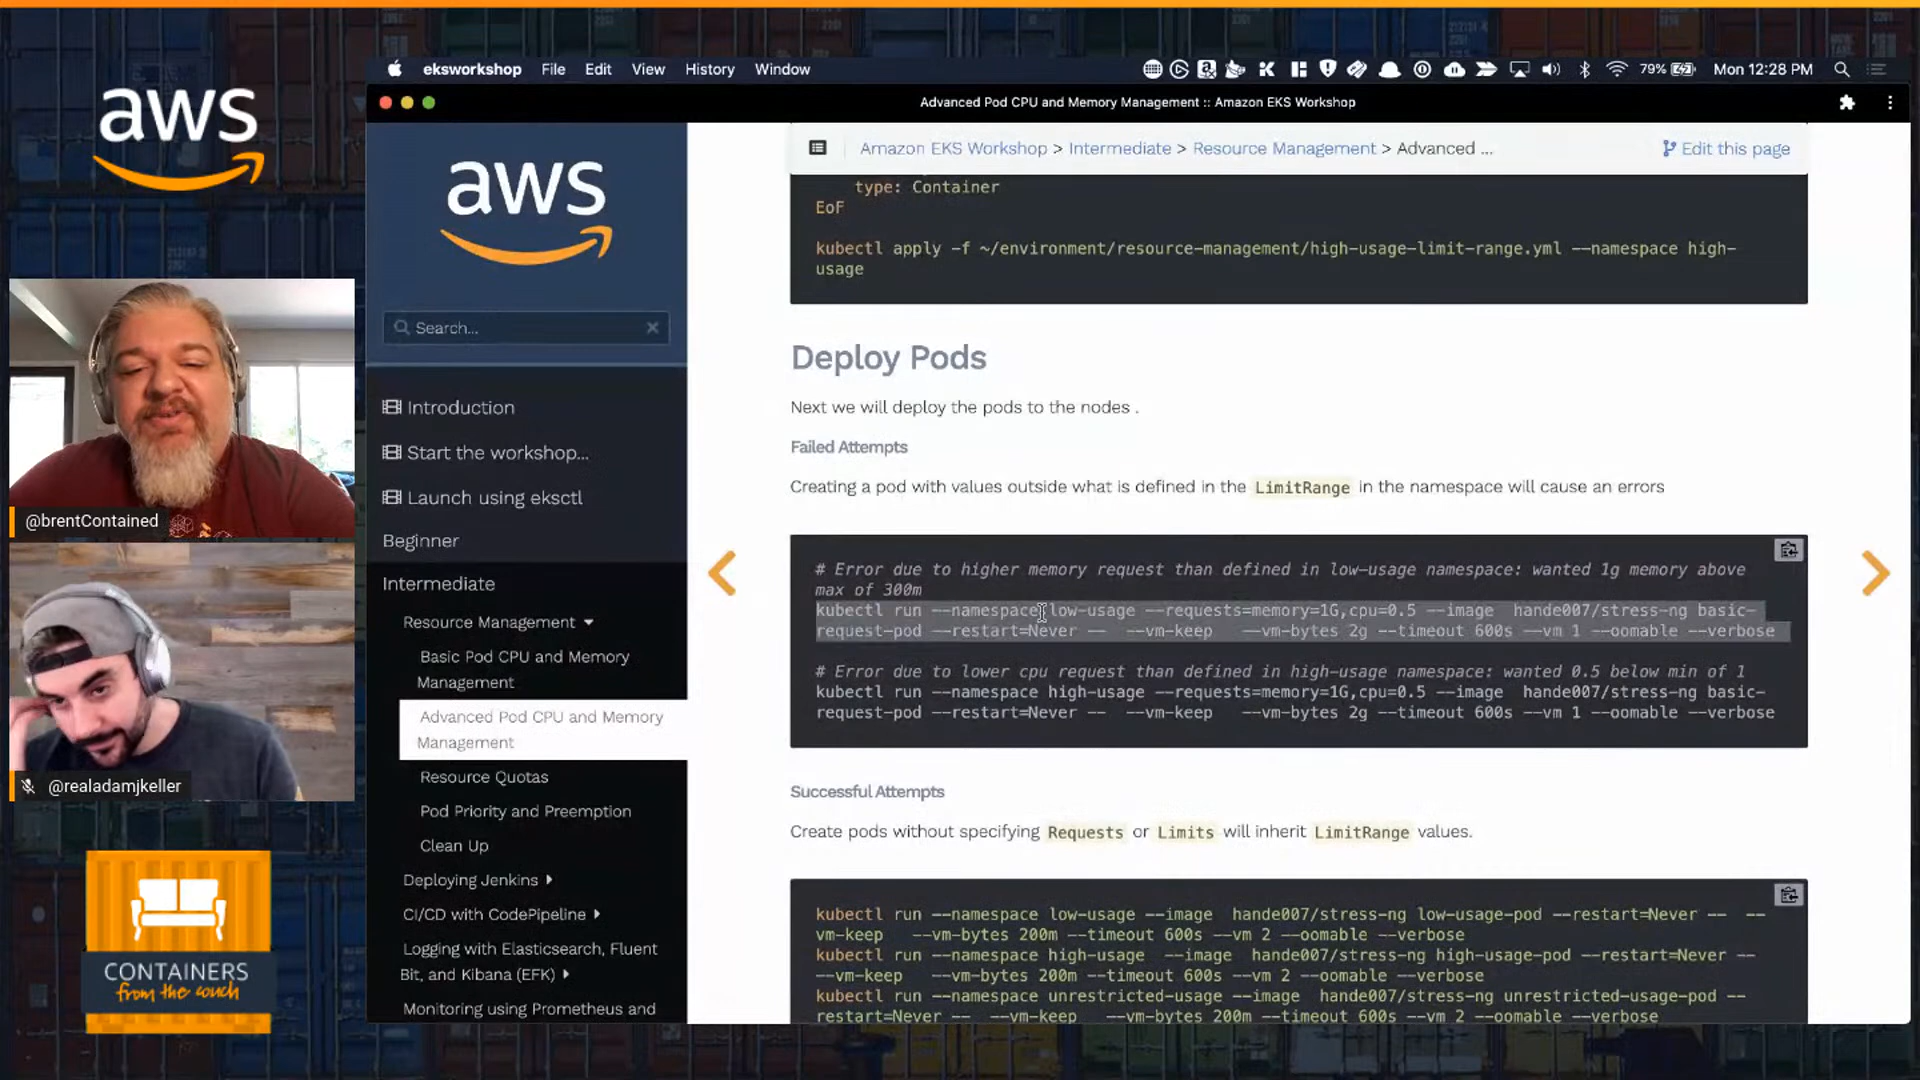 aws
@brentContained
@realadamjkeller
CONTAINERS
from the couch
eksworkshop File Edit View History Window
79% Mon 12:28 PM
Advanced Pod CPU and Memory Management :: Amazon EKS Workshop
aws
Search...
Introduction
Start the workshop...
Launch using eksctl
Beginner
Intermediate
Resource Management
Basic Pod CPU and Memory
Management
Advanced Pod CPU and Memory
Management
Resource Quotas
Pod Priority and Preemption
Clean Up
Deploying Jenkins
CI/CD with CodePipeline
Logging with Elasticsearch, Fluent
Bit, and Kibana (EFK)
Monitoring using Prometheus and
Amazon EKS Workshop > Intermediate > Resource Management > Advanced ...
Edit this page
type: Container
EoF
kubectl apply -f ~/environment/resource-management/high-usage-limit-range.yml --namespace high-
usage
Deploy Pods
Next we will deploy the pods to the nodes .
Failed Attempts
Creating a pod with values outside what is defined in the LimitRange in the namespace will cause an errors
# Error due to higher memory request than defined in low-usage namespace: wanted 1g memory above
max of 300m
kubectl run --namespace low-usage --requests=memory=1G,cpu=0.5 --image  hande007/stress-ng basic-
request-pod --restart=Never --  --vm-keep   --vm-bytes 2g --timeout 600s --vm 1 --oomable --verbose
# Error due to lower cpu request than defined in high-usage namespace: wanted 0.5 below min of 1
kubectl run --namespace high-usage --requests=memory=1G,cpu=0.5 --image  hande007/stress-ng basic-
request-pod --restart=Never --  --vm-keep   --vm-bytes 2g --timeout 600s --vm 1 --oomable --verbose
Successful Attempts
Create pods without specifying Requests or Limits will inherit LimitRange values.
kubectl run --namespace low-usage --image  hande007/stress-ng low-usage-pod --restart=Never --  --
vm-keep   --vm-bytes 200m --timeout 600s --vm 2 --oomable --verbose
kubectl run --namespace high-usage  --image  hande007/stress-ng high-usage-pod --restart=Never --
--vm-keep   --vm-bytes 200m --timeout 600s --vm 2 --oomable --verbose
kubectl run --namespace unrestricted-usage --image  hande007/stress-ng unrestricted-usage-pod --
restart=Never --  --vm-keep   --vm-bytes 200m --timeout 600s --vm 2 --oomable --verbose